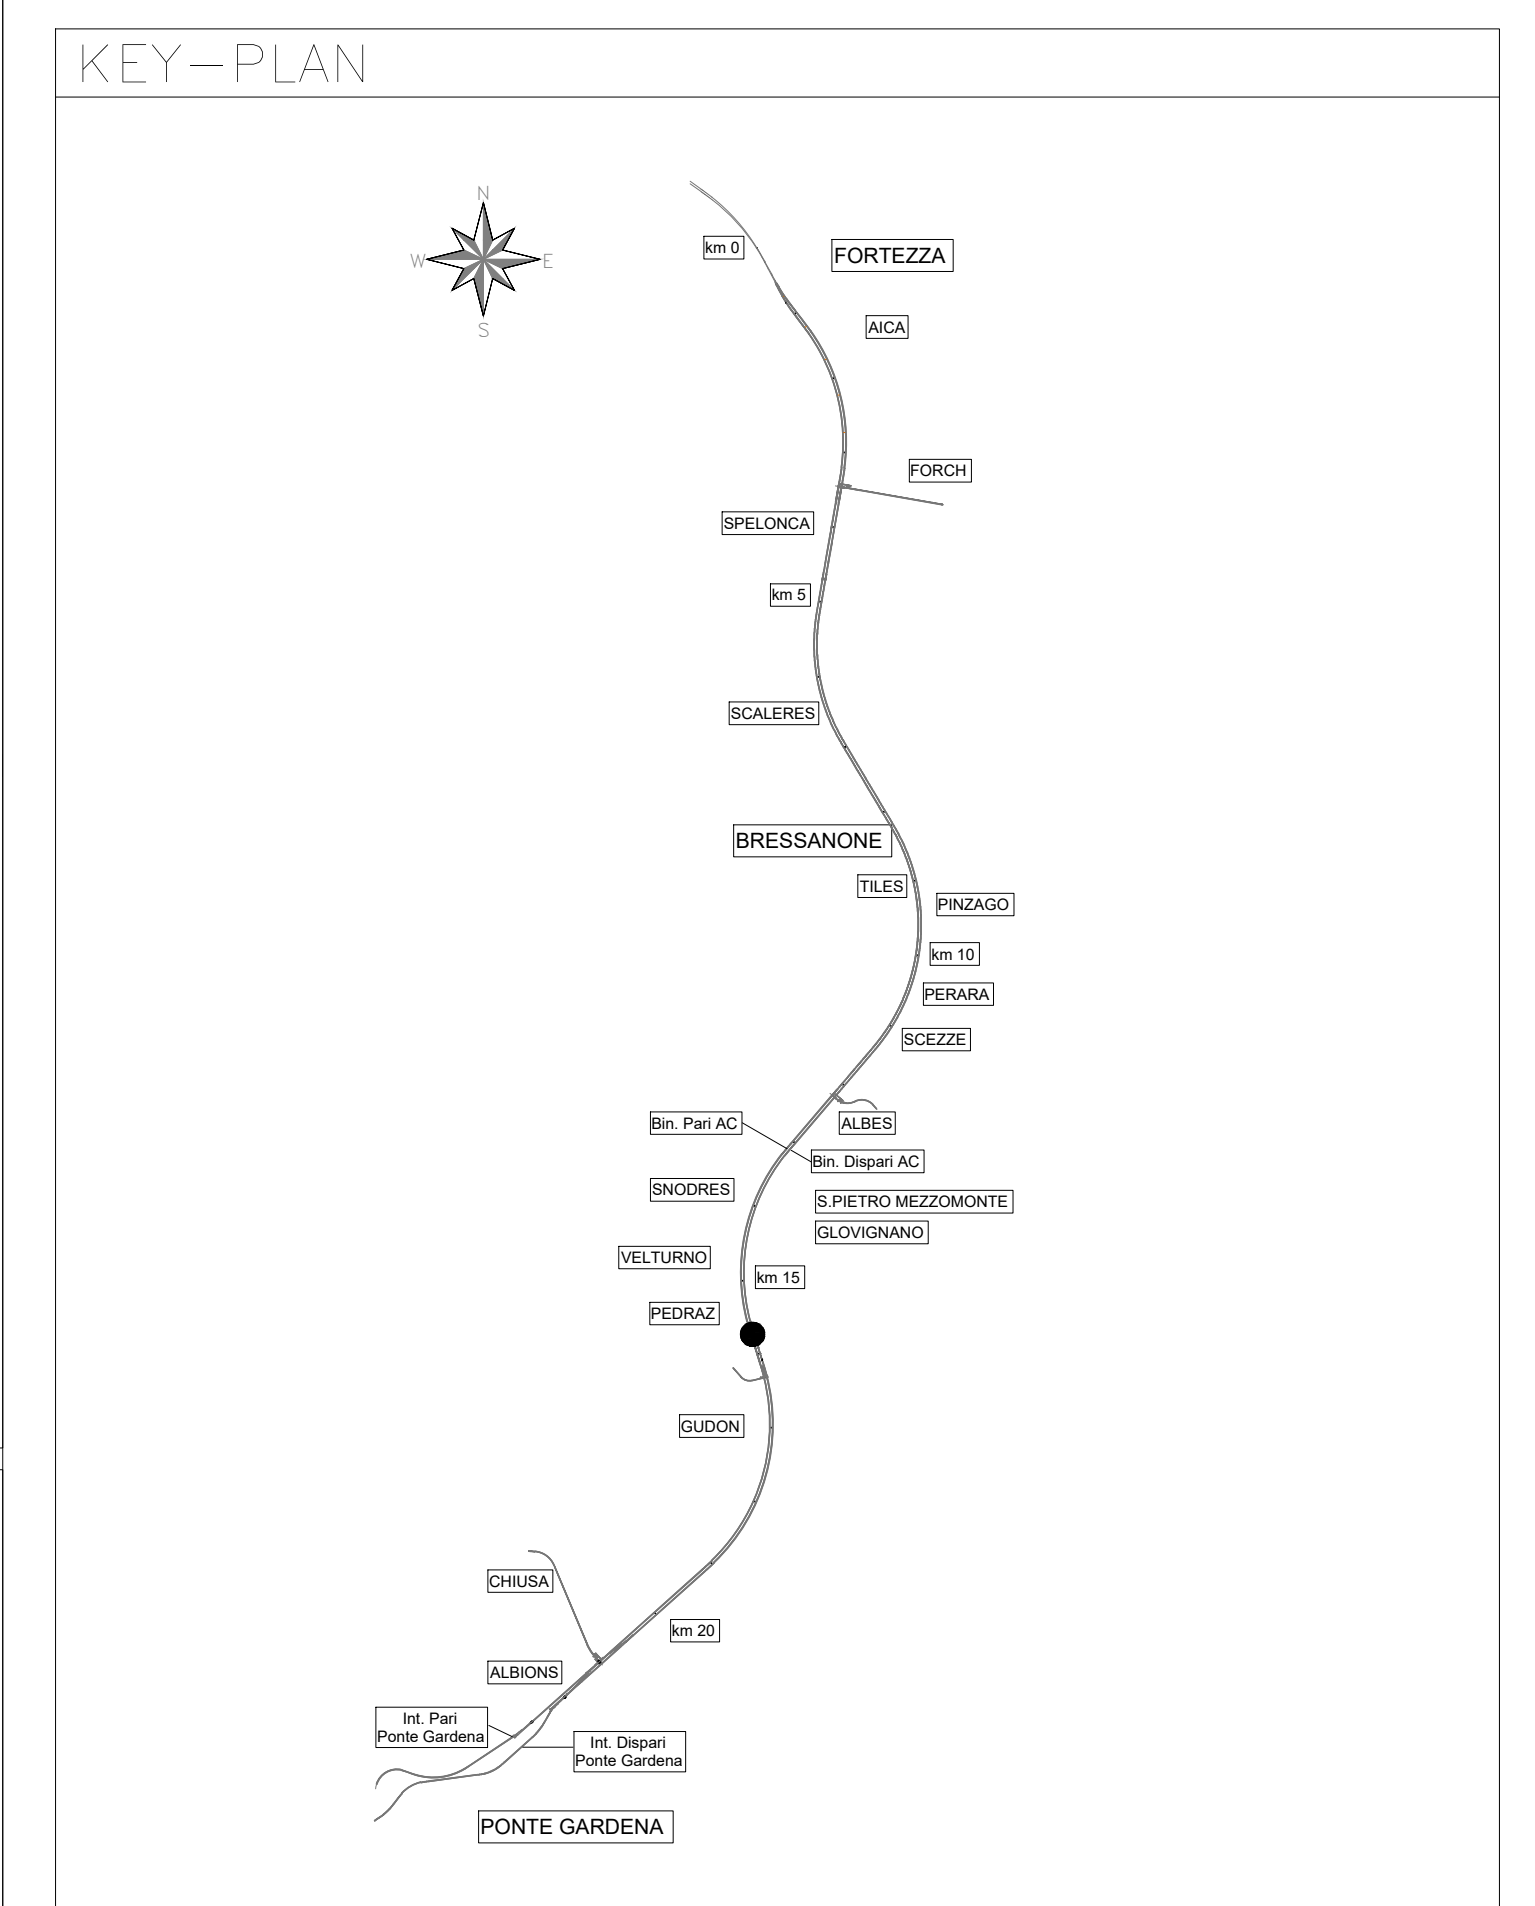 KEY-PLAN
N
W
E
S
km 0
FORTEZZA
AICA
FORCH
SPELONCA
km 5
SCALERES
BRESSANONE
TILES
PINZAGO
km 10
PERARA
SCEZZE
Bin. Pari AC
ALBES
Bin. Dispari AC
SNODRES
S.PIETRO MEZZOMONTE
GLOVIGNANO
VELTURNO
km 15
PEDRAZ
GUDON
CHIUSA
km 20
ALBIONS
Int. Pari
Ponte Gardena
Int. Dispari
Ponte Gardena
PONTE GARDENA